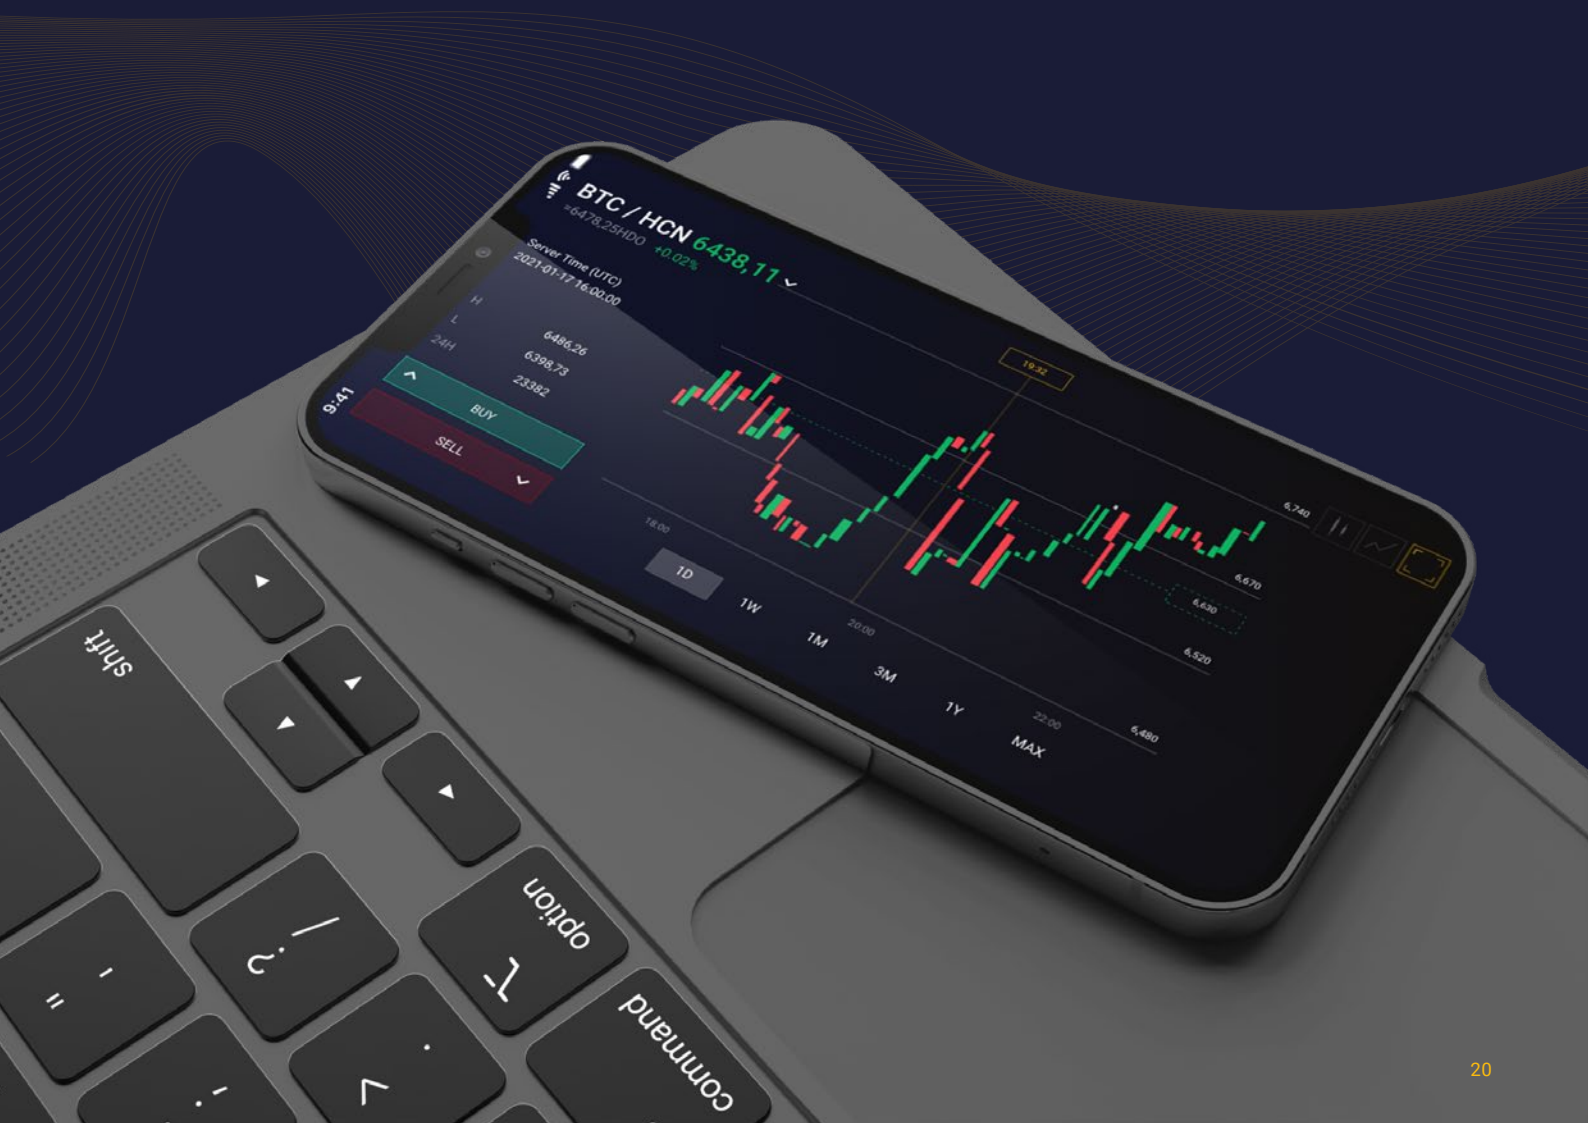 BTC / HCN 6438,11
≈6478,25HDO +0.02%
Server Time (UTC)
2021-01-17 16:00:00
H 6486,26
L 6398,73
24H 23382
BUY
SELL
9:41
19:32
6,740
6,670
6,630
6,520
6,480
18:00
20:00
22:00
1D
1W
1M
3M
1Y
MAX
shift
option
command
?
/
"
'
20